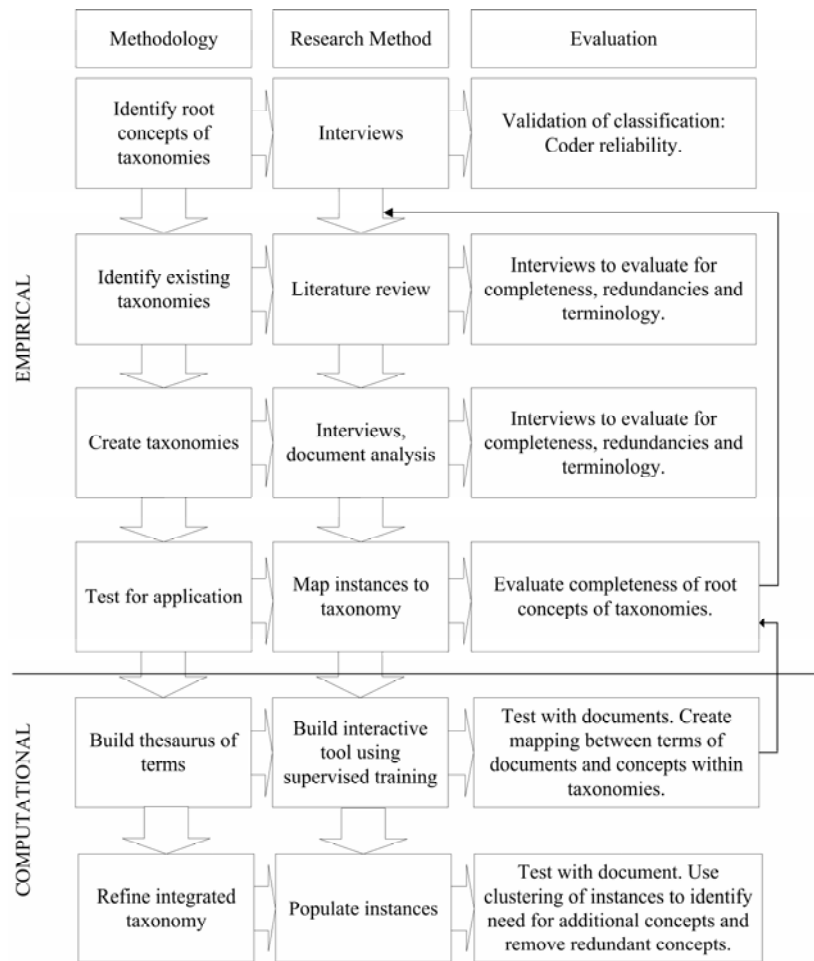 Methodology
Research Method
Evaluation
Identify root
concepts of
taxonomies
Interviews
Validation of classification:
Coder reliability.
EMPIRICAL
Identify existing
taxonomies
Literature review
Interviews to evaluate for
completeness, redundancies and
terminology.
Create taxonomies
Interviews,
document analysis
Interviews to evaluate for
completeness, redundancies and
terminology.
Test for application
Map instances to
taxonomy
Evaluate completeness of root
concepts of taxonomies.
COMPUTATIONAL
Build thesaurus of
terms
Build interactive
tool using
supervised training
Test with documents. Create
mapping between terms of
documents and concepts within
taxonomies.
Refine integrated
taxonomy
Populate instances
Test with document. Use
clustering of instances to identify
need for additional concepts and
remove redundant concepts.